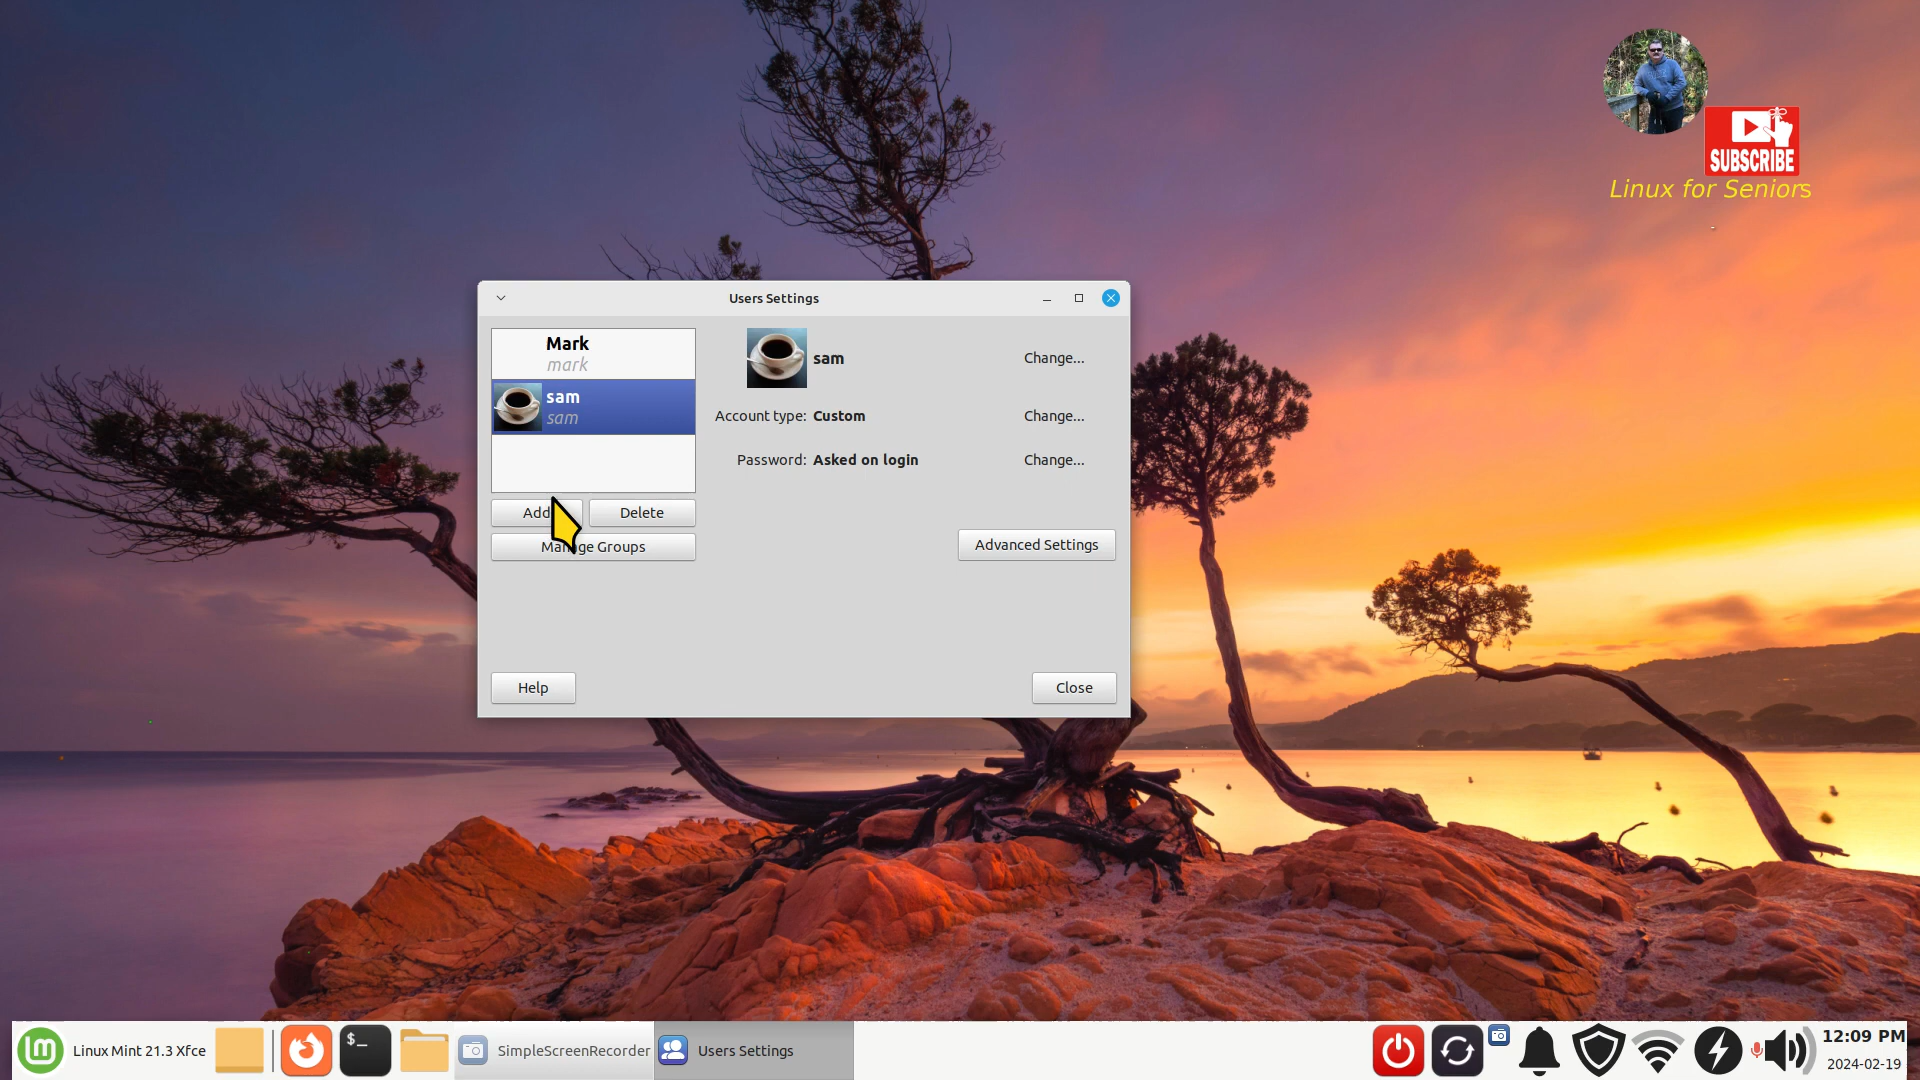 SUBSCRIBE
Linux for Seniors
Users Settings
Mark
mark
sam
sam
sam
Change...
Account type: Custom
Change...
Password: Asked on login
Change...
Add
Delete
Manage Groups
Advanced Settings
Help
Close
Linux Mint 21.3 Xfce
$_
SimpleScreenRecorder
Users Settings
12:09 PM
2024-02-19